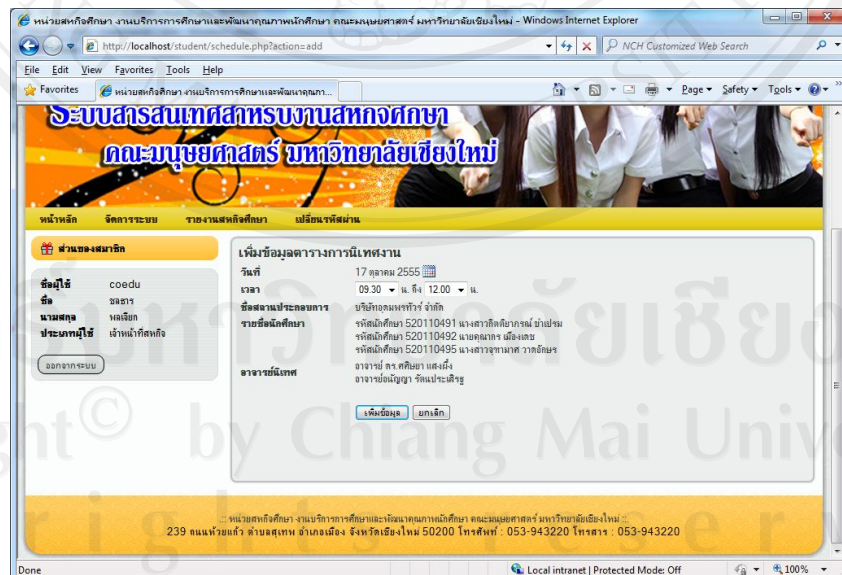 หน่วยสหกิจศึกษา งานบริการการศึกษาและพัฒนาคุณภาพนักศึกษา คณะมนุษยศาสตร์ มหาวิทยาลัยเชียงใหม่ - Windows Internet Explorer
http://localhost/student/schedule.php?action=add
NCH Customized Web Search
File Edit View Favorites Tools Help
Favorites หน่วยสหกิจศึกษา งานบริการการศึกษาและพัฒนาคุณภา... Page Safety Tools
ระบบสารสนเทศสำหรับงานสหกิจศึกษา
คณะมนุษยศาสตร์ มหาวิทยาลัยเชียงใหม่
หน้าหลัก จัดการระบบ รายงานสหกิจศึกษา เปลี่ยนรหัสผ่าน
ส่วนของสมาชิก
ชื่อผู้ใช้ coedu
ชื่อ ชลธาร
นามสกุล พลเจียก
ประเภทผู้ใช้ เจ้าหน้าที่สหกิจ
ออกจากระบบ
เพิ่มข้อมูลตารางการนิเทศงาน
วันที่ 17 ตุลาคม 2555
เวลา 09.30 น. ถึง 12.00 น.
ชื่อสถานประกอบการ บริษัทอุดมพรทัวร์ จำกัด
รายชื่อนักศึกษา รหัสนักศึกษา 520110491 นางสาวกิตติยาภรณ์
รหัสนักศึกษา 520110492 นายคุณากร เมืองเดช
รหัสนักศึกษา 520110495 นางสาวจุฑามาศ วาดอักษร
อาจารย์นิเทศ อาจารย์ ดร.ศศิษยา แสงผึ้ง
อาจารย์อนัญญา รัตนประเสริฐ
เพิ่มข้อมูล ยกเลิก
.:: หน่วยสหกิจศึกษา งานบริการการศึกษาและพัฒนาคุณภาพนักศึกษา คณะมนุษยศาสตร์ มหาวิทยาลัยเชียงใหม่ ::.
239 ถนนห้วยแก้ว ตำบลสุเทพ อำเภอเมือง จังหวัดเชียงใหม่ 50200 โทรศัพท์ : 053-943220 โทรสาร : 053-943220
Done Local intranet | Protected Mode: Off 100%